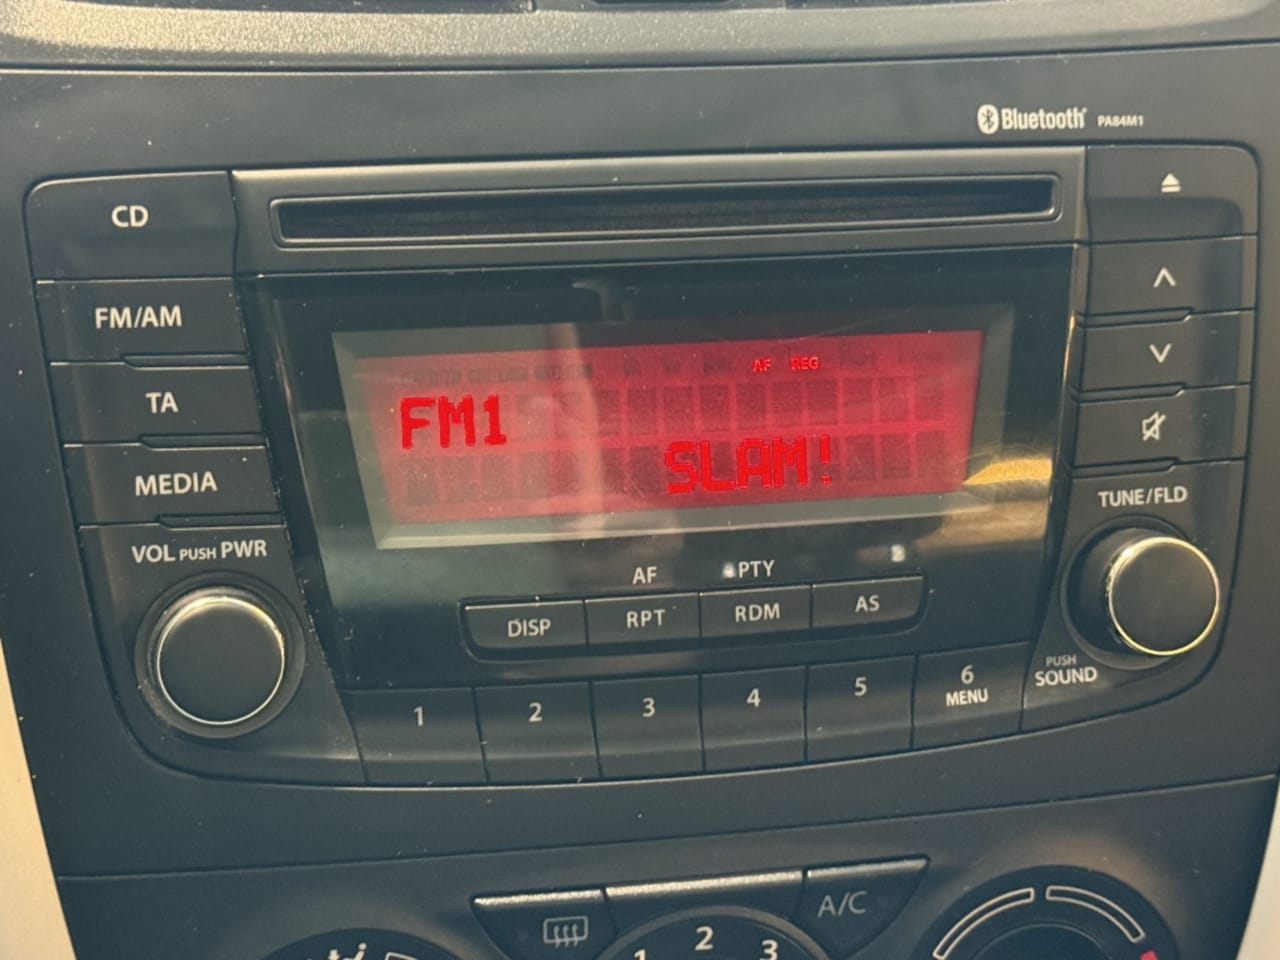 Bluetooth PA84M1
CD
FM/AM
TA
MEDIA
VOL PUSH PWR
AF REG
FM1
SLAM!
TUNE/FLD
AF PTY
DISP RPT RDM AS
PUSH
SOUND
1 2 3 4 5 6
MENU
A/C
1 2 3